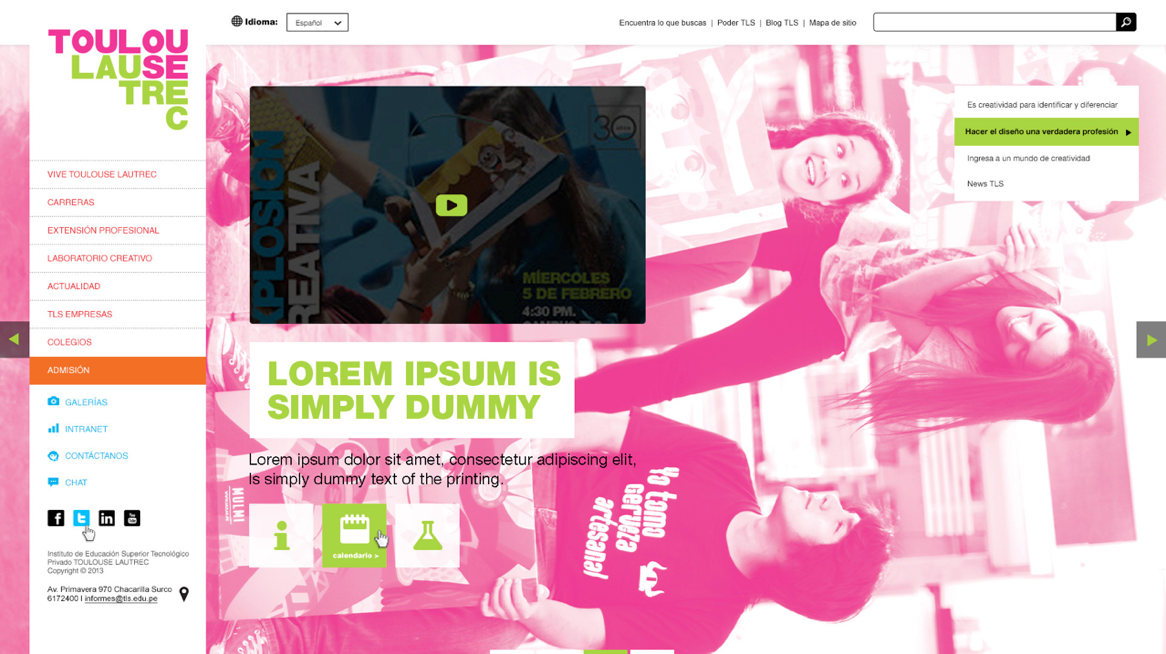 Idioma:
Español
Encuentra lo que buscas | Poder TLS | Blog TLS | Mapa de sitio
TOULOU
LAUSE
TRE
C
VIVE TOULOUSE LAUTREC
CARRERAS
EXTENSIÓN PROFESIONAL
LABORATORIO CREATIVO
ACTUALIDAD
TLS EMPRESAS
COLEGIOS
ADMISIÓN
GALERÍAS
INTRANET
CONTÁCTANOS
CHAT
Instituto de Educación Superior Tecnológico
Privado TOULOUSE LAUTREC
Copyright © 2013
Av. Primavera 970 Chacarilla Surco
6172400 I informes@tls.edu.pe
30
años
MIÉRCOLES
5 DE FEBRERO
4:30 PM.
LOREM IPSUM IS
SIMPLY DUMMY
Lorem ipsum dolor sit amet, consectetur adipiscing elit,
Is simply dummy text of the printing.
calendario >
MULMI
Yo tomo
cerveza
artesanal
Es creatividad para identificar y diferenciar
Hacer el diseño una verdadera profesión
Ingresa a un mundo de creatividad
News TLS